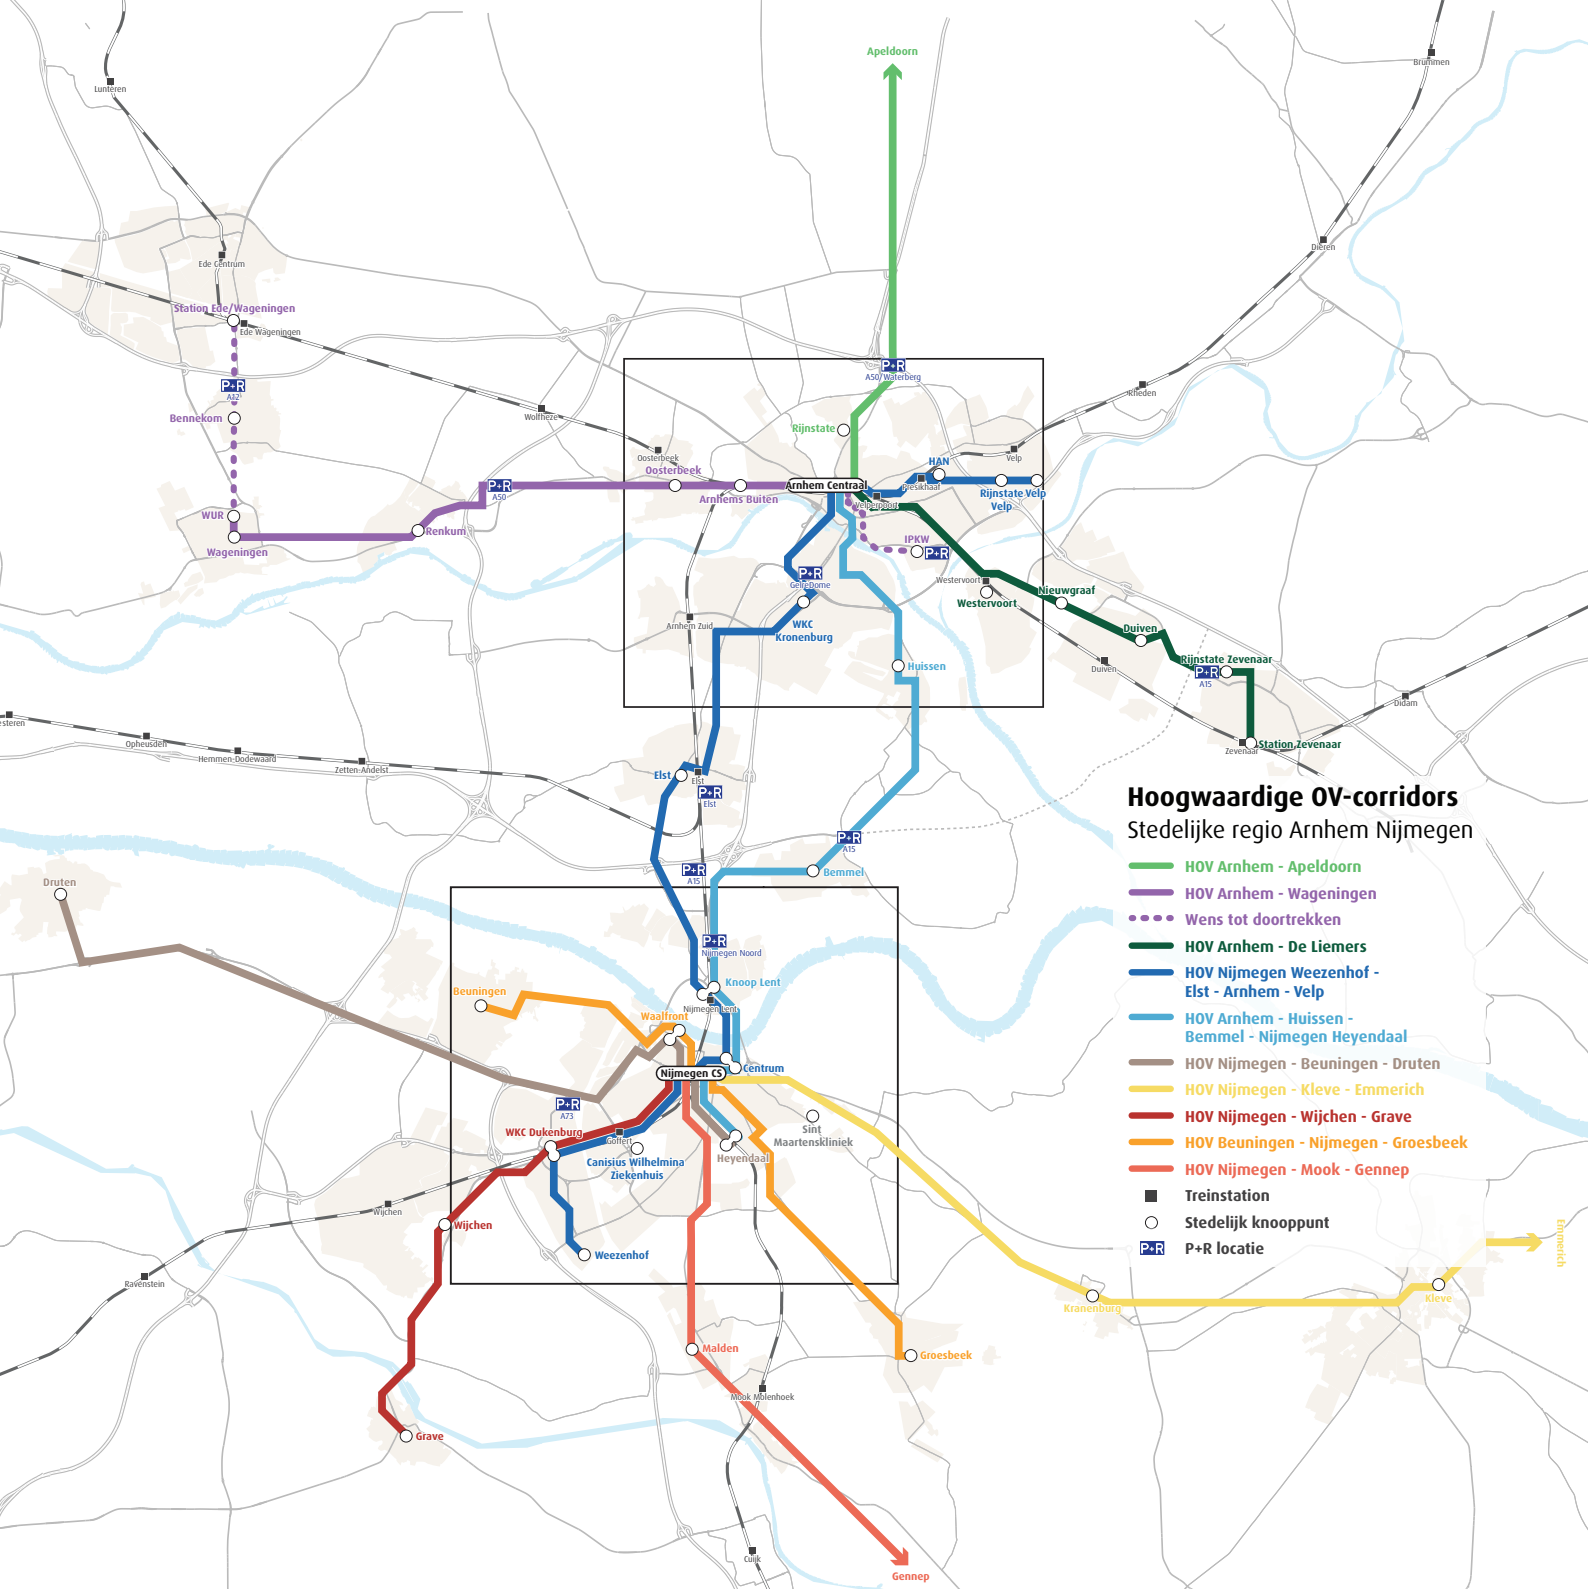 Apeldoorn
Brummen
Lunteren
Dieren
Ede Centrum
Station Ede/Wageningen
Ede Wageningen
P+R
A50/Waterberg
P+R
A12
Rheden
Wolfheze
Bennekom
Rijnstate
Oosterbeek
Velp
Oosterbeek
HAN
P+R
A50
Arnhems Buiten
Arnhem Centraal
Presikhaaf
Rijnstate Velp
Velp
Velperpoort
WUR
Renkum
Wageningen
IPKW
P+R
P+R
GelreDome
Westervoort
Westervoort
Nieuwgraaf
WKC
Kronenburg
Arnhem Zuid
Duiven
Duiven
Huissen
Rijnstate Zevenaar
P+R
A15
Didam
Station Zevenaar
Zevenaar
esteren
Opheusden
Hemmen-Dodewaard
Zetten-Andelst
Elst
Elst
P+R
Elst
Hoogwaardige OV-corridors
Stedelijke regio Arnhem Nijmegen
HOV Arnhem - Apeldoorn
HOV Arnhem - Wageningen
Wens tot doortrekken
HOV Arnhem - De Liemers
HOV Nijmegen Weezenhof -
Elst - Arnhem - Velp
HOV Arnhem - Huissen -
Bemmel - Nijmegen Heyendaal
HOV Nijmegen - Beuningen - Druten
HOV Nijmegen - Kleve - Emmerich
HOV Nijmegen - Wijchen - Grave
HOV Beuningen - Nijmegen - Groesbeek
HOV Nijmegen - Mook - Gennep
Treinstation
Stedelijk knooppunt
P+R P+R locatie
P+R
A15
P+R
A15
Bemmel
Druten
P+R
Nijmegen Noord
Knoop Lent
Beuningen
Nijmegen Lent
Waalfront
Nijmegen CS
Centrum
P+R
A73
Sint
Maartenskliniek
WKC Dukenburg
Goffert
Canisius Wilhelmina
Ziekenhuis
Heyendaal
Wijchen
Wijchen
Weezenhof
Emmerich
Ravenstein
Kleve
Kranenburg
Malden
Groesbeek
Mook Molenhoek
Grave
Cuijk
Gennep